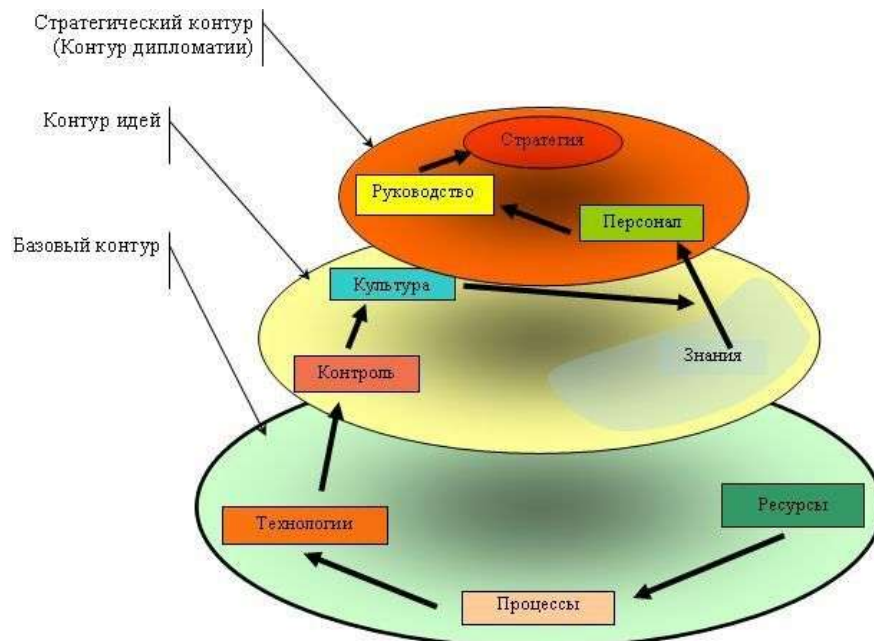 Стратегический контур
(Контур дипломатии)
Контур идей
Базовый контур
Стратегия
Руководство
Персонал
Культура
Знания
Контроль
Ресурсы
Технологии
Процессы